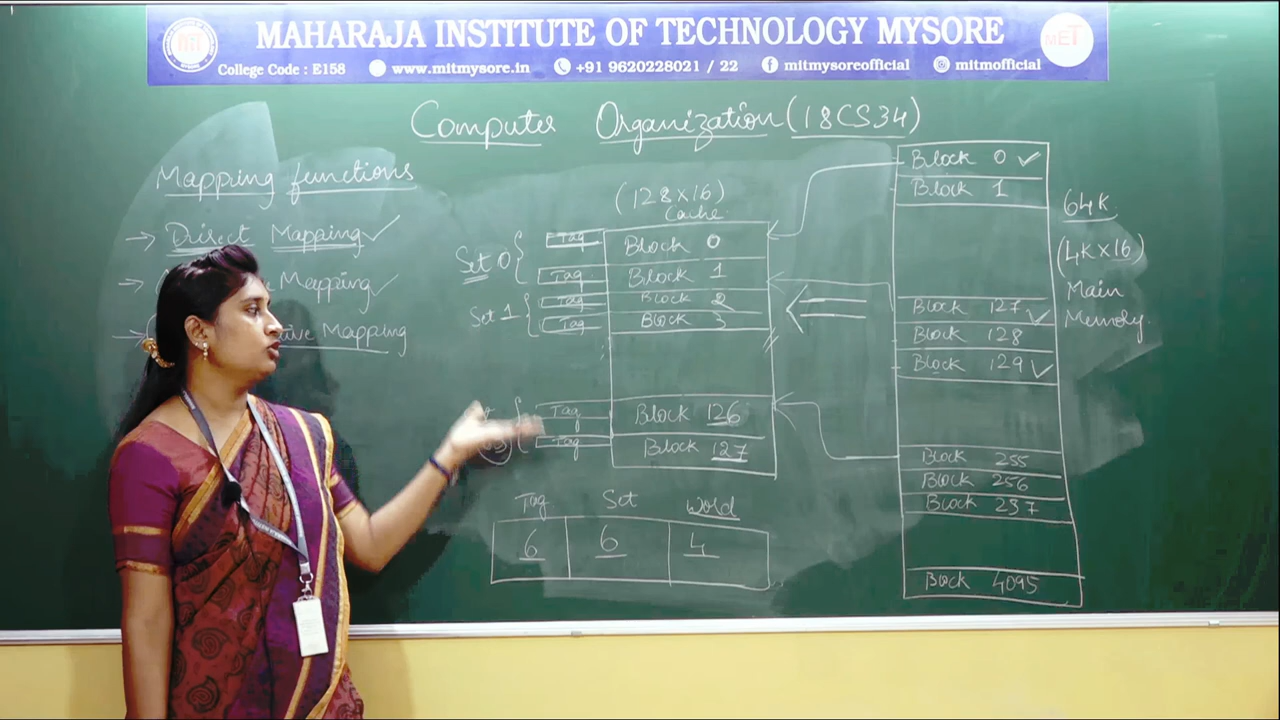 MAHARAJA INSTITUTE OF TECHNOLOGY MYSORE
College Code : E158 www.mitmysore.in +91 9620228021 / 22 mitmysoreofficial mitmofficial
MIT
MET
Computer Organization (18CS34)
Mapping functions
→ Direct Mapping ✓
→ Mapping ✓
→ Mapping
(128×16)
Cache
Set 0
Tag Block 0
Tag Block 1
Set 1
Tag Block 2
Tag Block 3
Tag Block 126
Tag Block 127
Tag Set Word
6 6 4
Block 0 ✓
Block 1
Block 127 ✓
Block 128
Block 129 ✓
Block 255
Block 256
Block 257
Block 4095
64K
(4K×16)
Main
Memory.